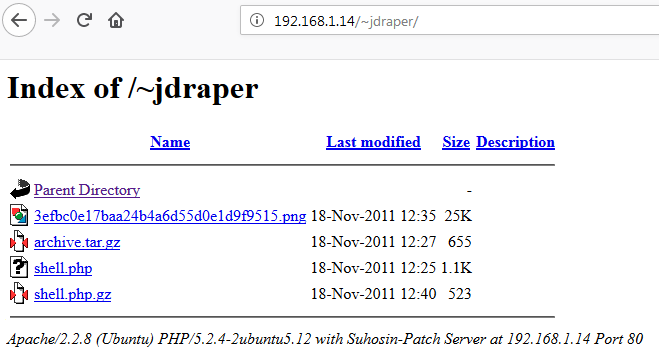 192.168.1.14/~jdraper/
Index of /~jdraper
Name Last modified Size Description
Parent Directory -
3efbc0e17baa24b4a6d55d0e1d9f9515.png 18-Nov-2011 12:35 25K
archive.tar.gz 18-Nov-2011 12:27 655
shell.php 18-Nov-2011 12:25 1.1K
shell.php.gz 18-Nov-2011 12:40 523
Apache/2.2.8 (Ubuntu) PHP/5.2.4-2ubuntu5.12 with Suhosin-Patch Server at 192.168.1.14 Port 80